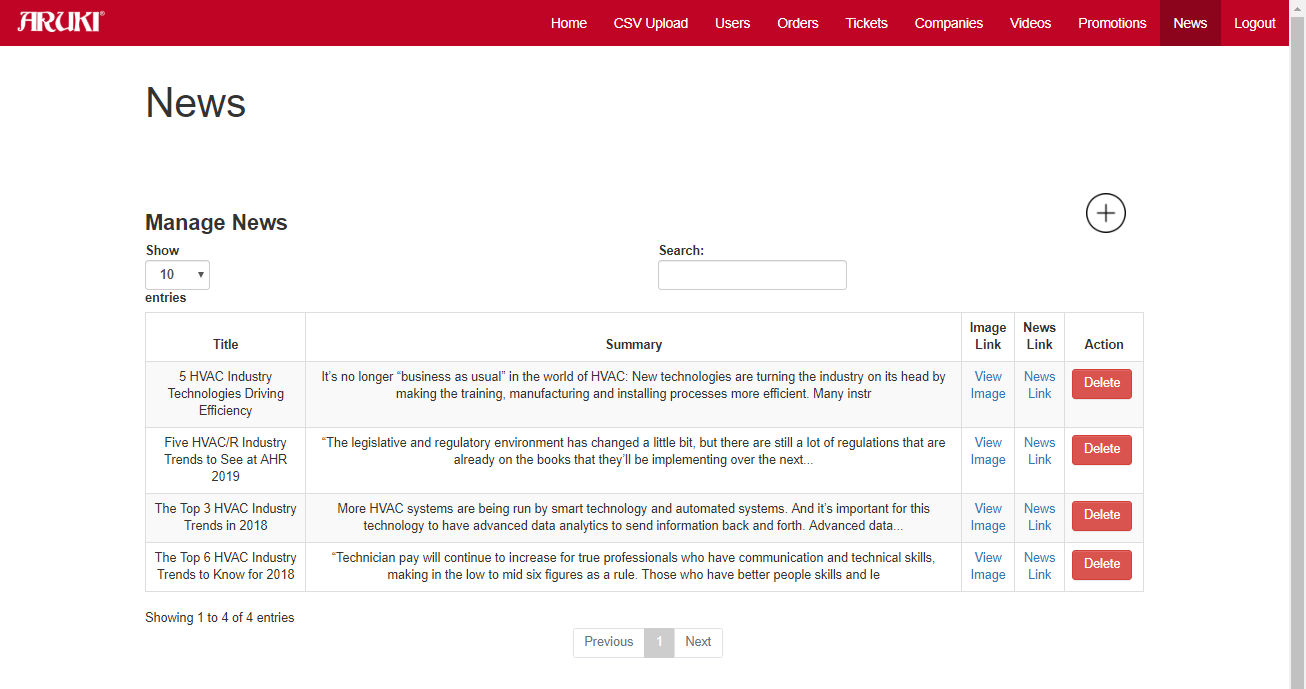 ARUKI®
Home CSV Upload Users Orders Tickets Companies Videos Promotions News Logout
News
Manage News
Show
10
entries
Search:
Title Summary Image Link News Link Action
5 HVAC Industry
Technologies Driving
Efficiency
It’s no longer “business as usual” in the world of HVAC: New technologies are turning the industry on its head by
making the training, manufacturing and installing processes more efficient. Many instr
View
Image
News
Link
Delete
Five HVAC/R Industry
Trends to See at AHR
2019
“The legislative and regulatory environment has changed a little bit, but there are still a lot of regulations that are
already on the books that they’ll be implementing over the next...
View
Image
News
Link
Delete
The Top 3 HVAC Industry
Trends in 2018
More HVAC systems are being run by smart technology and automated systems. And it’s important for this
technology to have advanced data analytics to send information back and forth. Advanced data...
View
Image
News
Link
Delete
The Top 6 HVAC Industry
Trends to Know for 2018
“Technician pay will continue to increase for true professionals who have communication and technical skills,
making in the low to mid six figures as a rule. Those who have better people skills and le
View
Image
News
Link
Delete
Showing 1 to 4 of 4 entries
Previous 1 Next